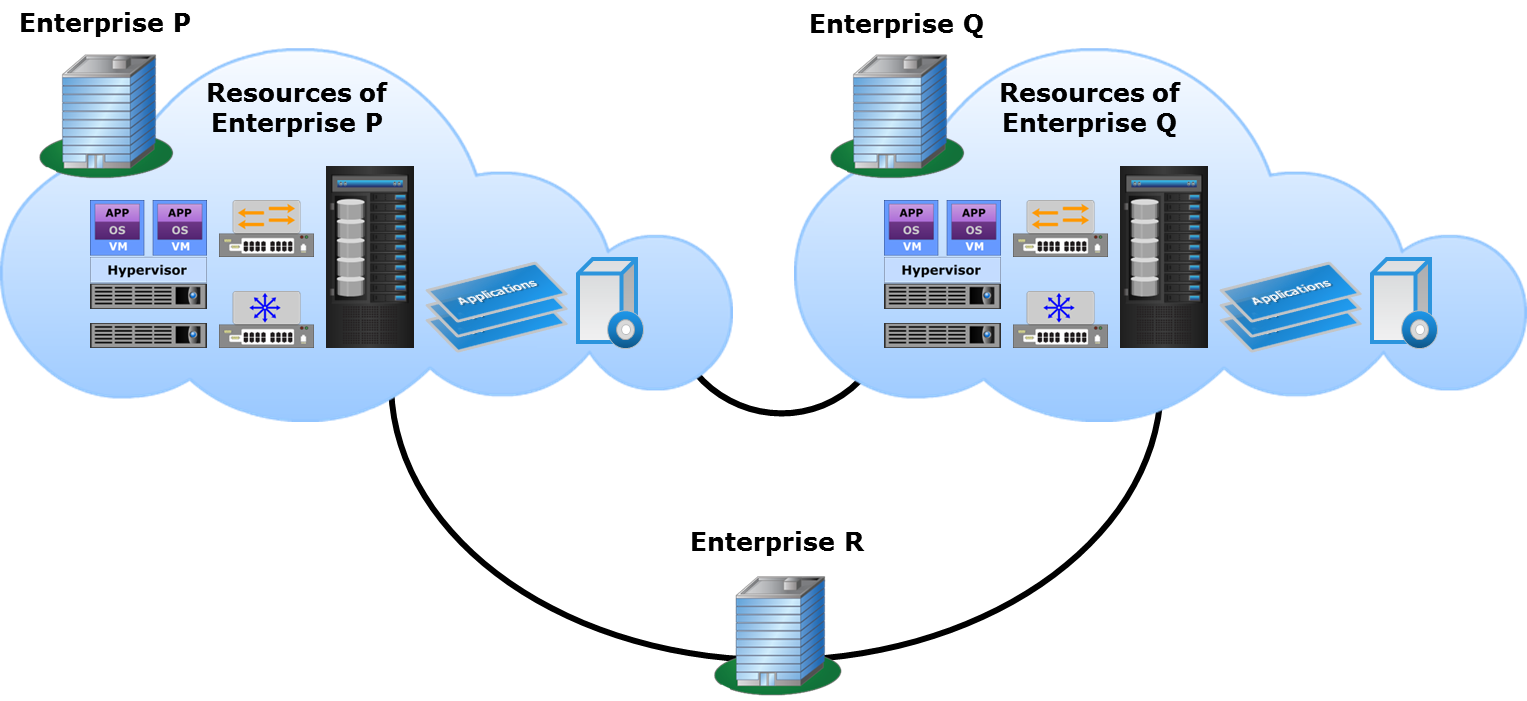 Enterprise P
Enterprise Q
Resources of
Enterprise P
APP
APP
OS
OS
VM
VM
Hypervisor
Applications
Resources of
Enterprise Q
APP
APP
OS
OS
VM
VM
Hypervisor
Applications
Enterprise R